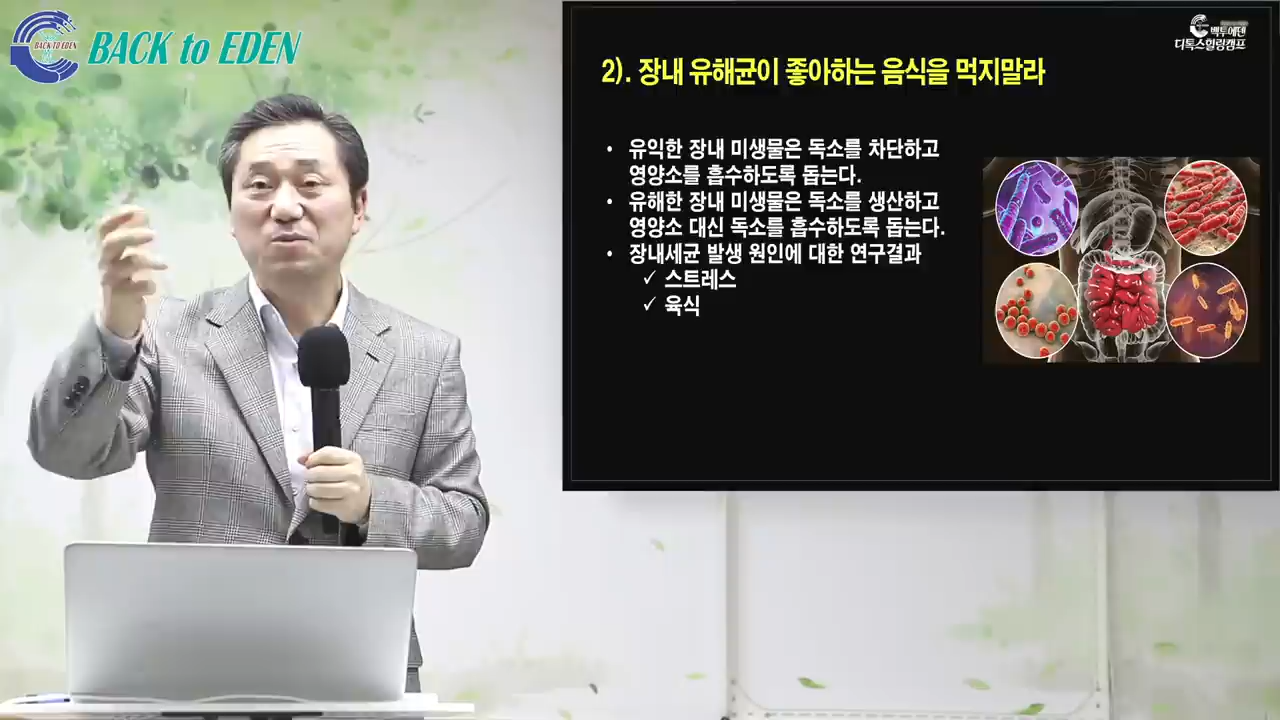 BACK TO EDEN
BACK to EDEN
백투에덴
디톡스힐링캠프
2). 장내 유해균이 좋아하는 음식을 먹지말라
• 유익한 장내 미생물은 독소를 차단하고
영양소를 흡수하도록 돕는다.
• 유해한 장내 미생물은 독소를 생산하고
영양소 대신 독소를 흡수하도록 돕는다.
• 장내세균 발생 원인에 대한 연구결과
✓ 스트레스
✓ 육식